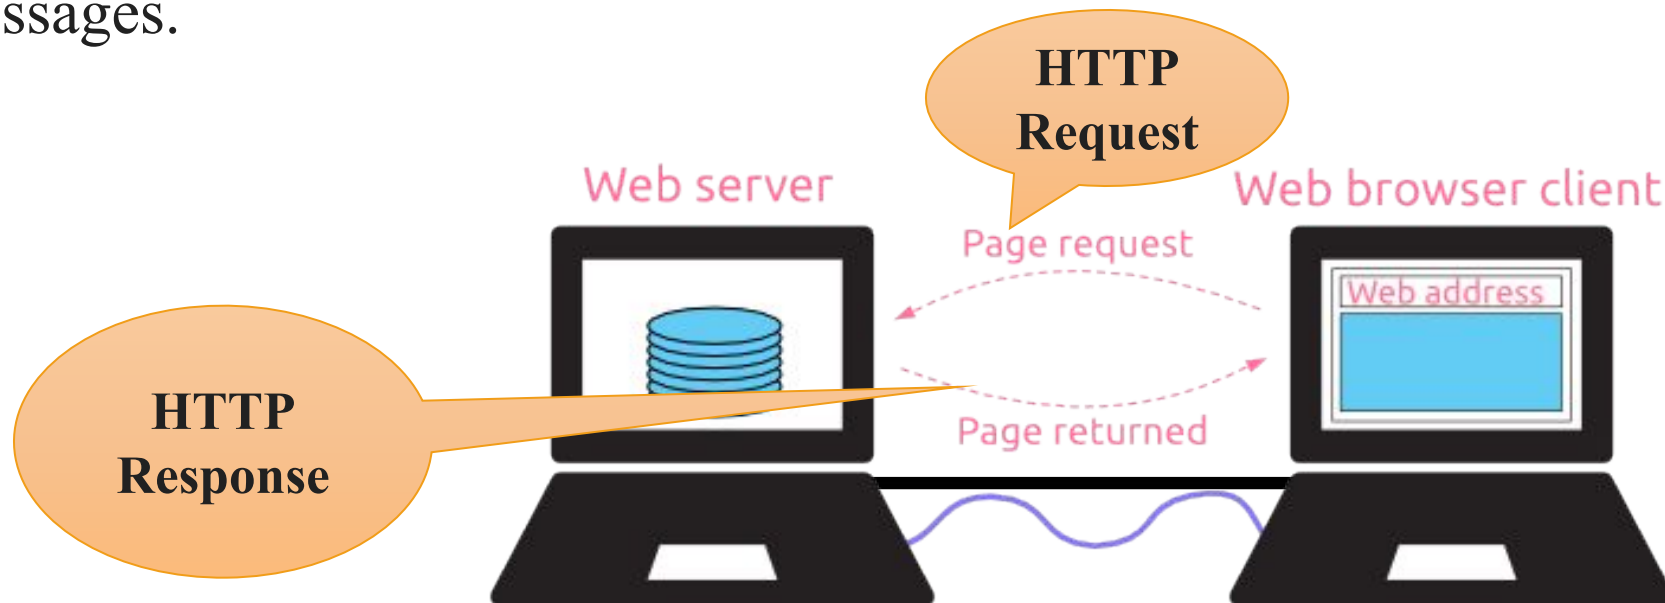 ssages.
HTTP
Request
Web server
Web browser client
Page request
Web address
HTTP
Response
Page returned